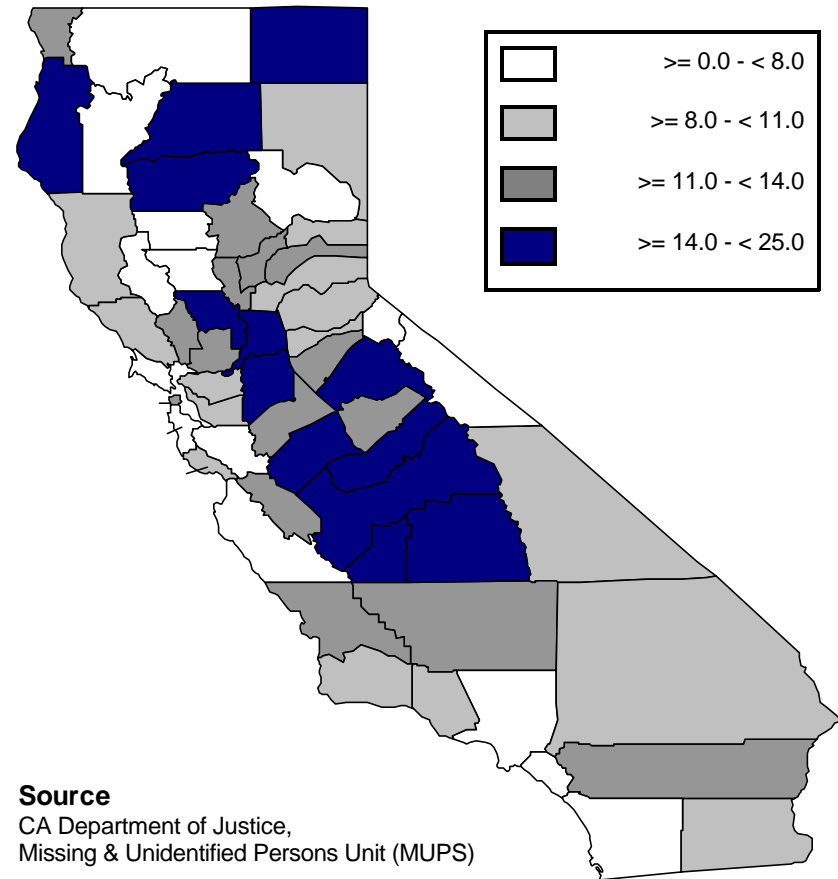 >= 0.0 - < 8.0
>= 8.0 - < 11.0
>= 11.0 - < 14.0
>= 14.0 - < 25.0
Source
CA Department of Justice,
Missing & Unidentified Persons Unit (MUPS)